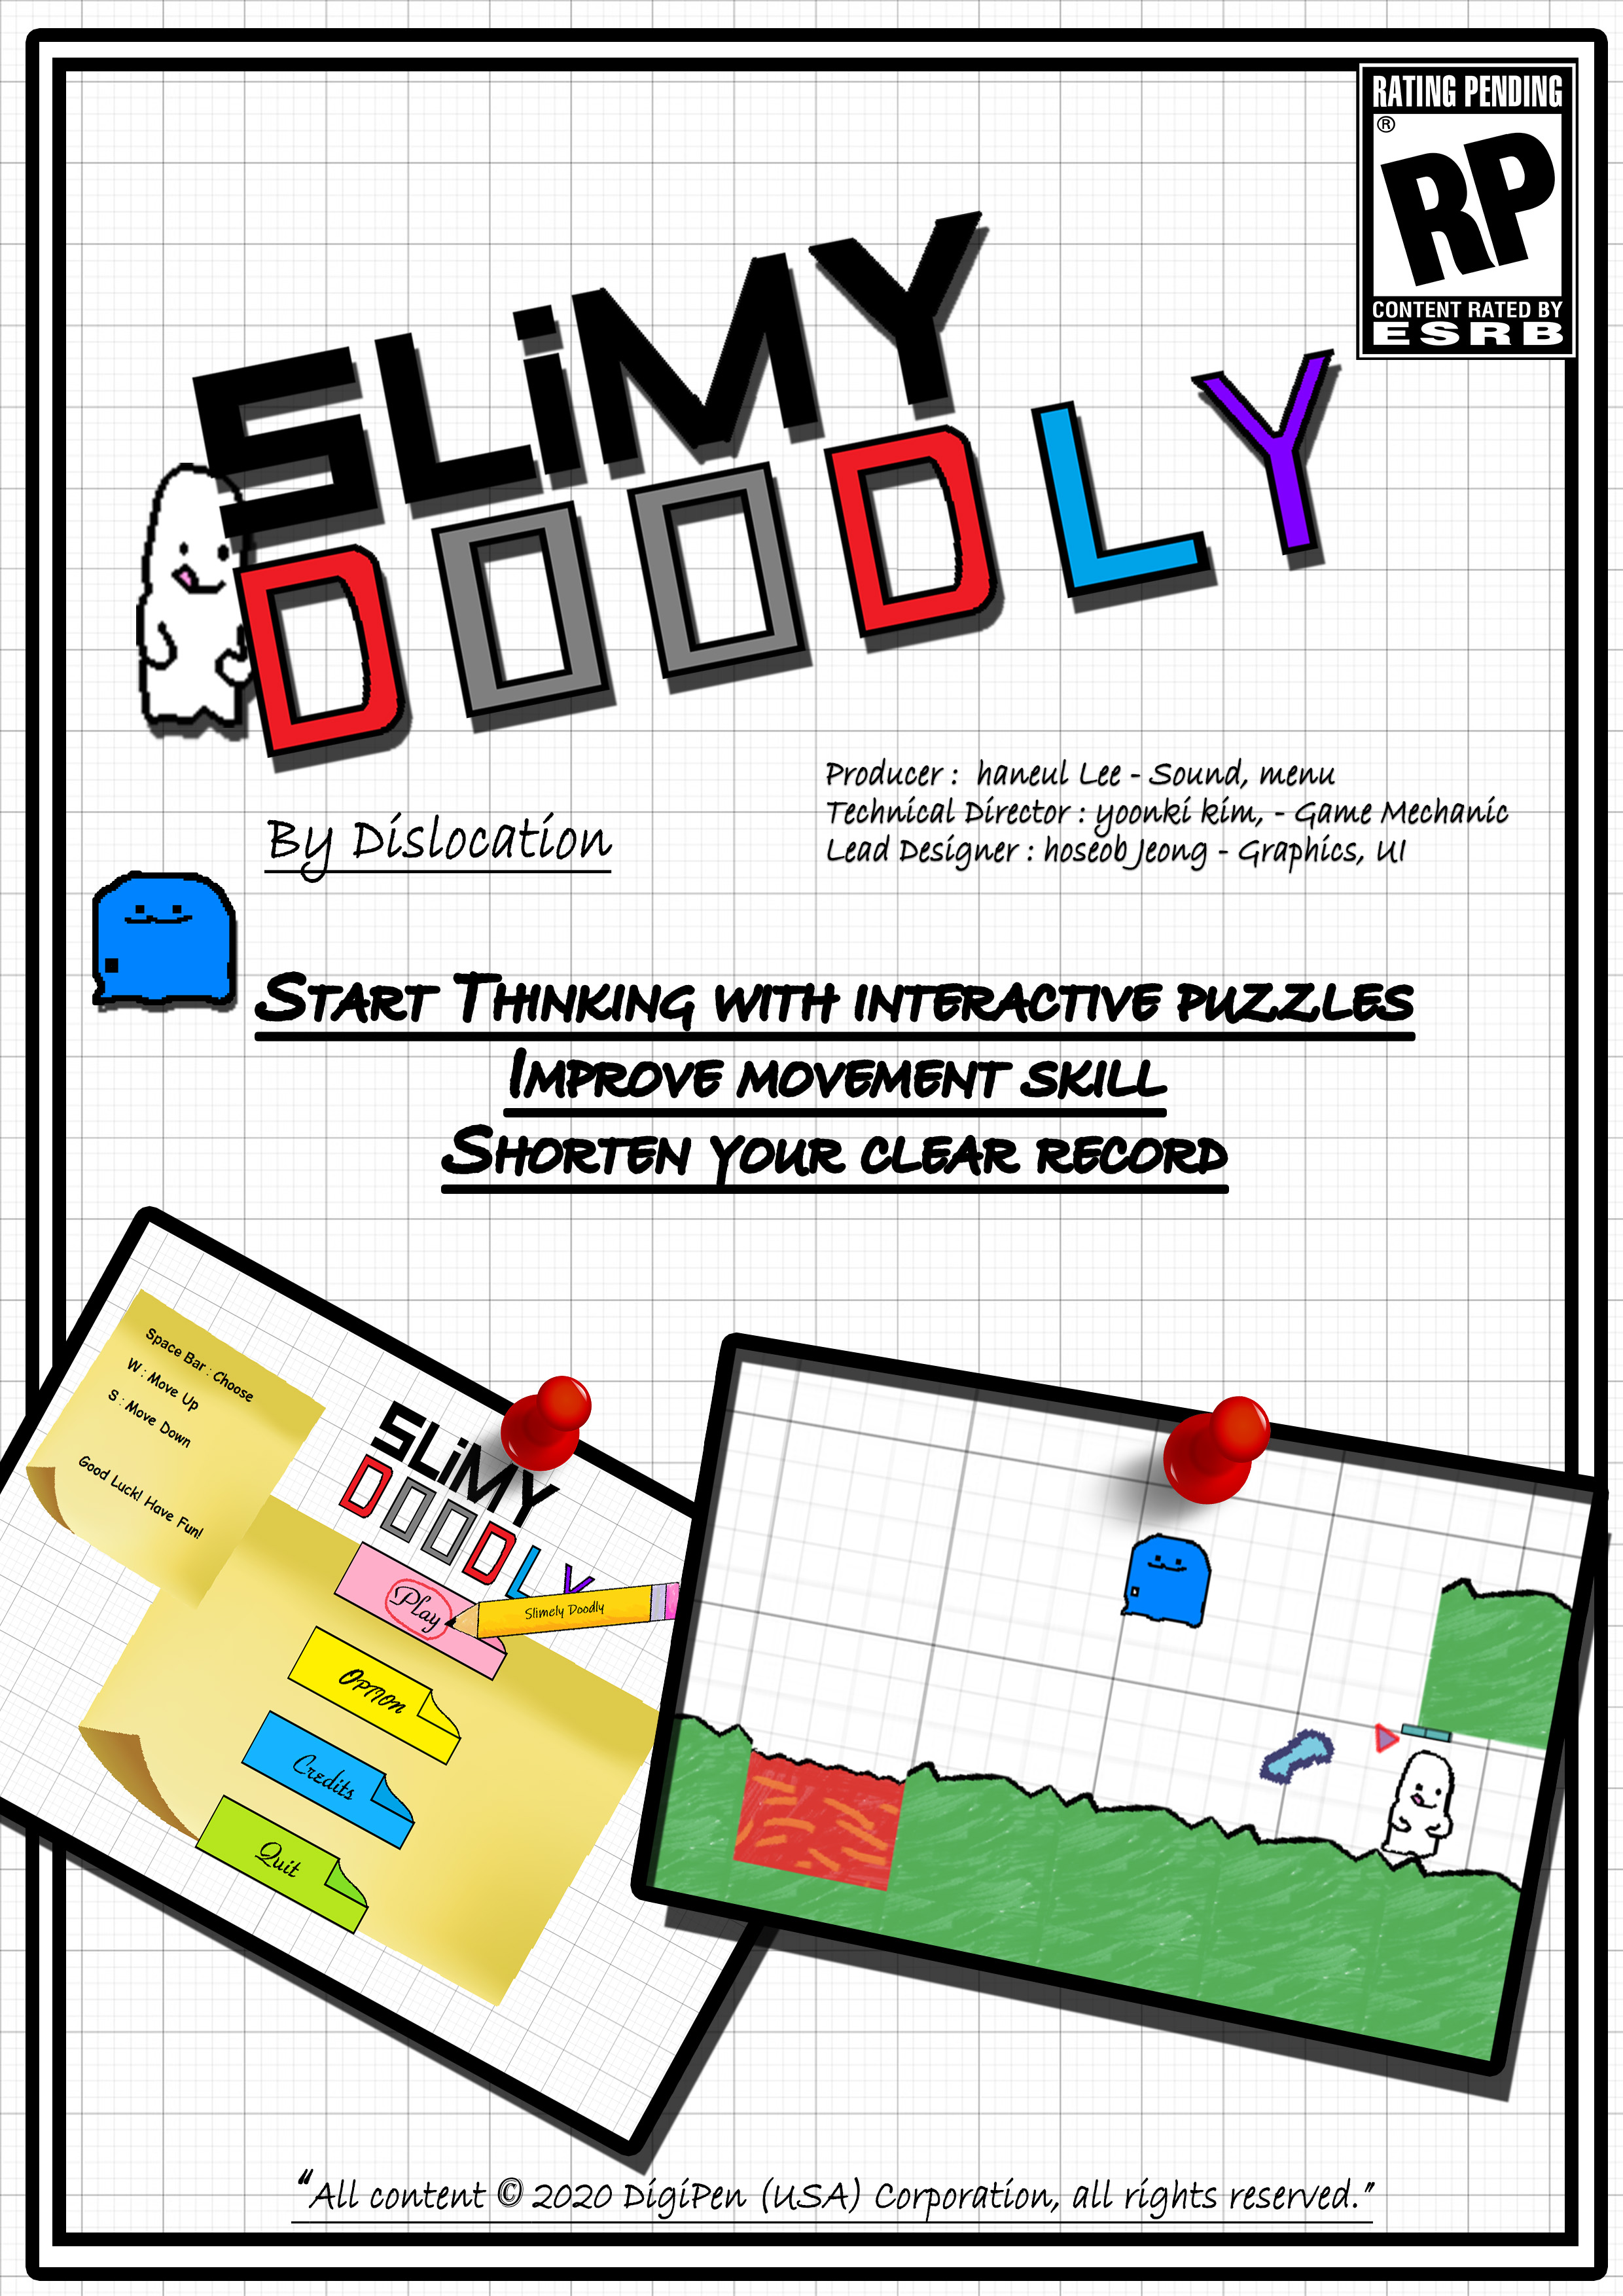 RATING PENDING
®
RP
CONTENT RATED BY
ESRB
SLiMY
DOODLY
Producer : haneul Lee - Sound, menu
Technical Director : yoonki kim, - Game Mechanic
Lead Designer : hoseob Jeong - Graphics, UI
By Dislocation
START THINKING WITH INTERACTIVE PUZZLES
IMPROVE MOVEMENT SKILL
SHORTEN YOUR CLEAR RECORD
Space Bar : Choose
W : Move Up
S : Move Down
Good Luck! Have Fun!
SLiMY
DOODLY
Play
Slimely Doodly
Option
Credits
Quit
"All content © 2020 DigiPen (USA) Corporation, all rights reserved."